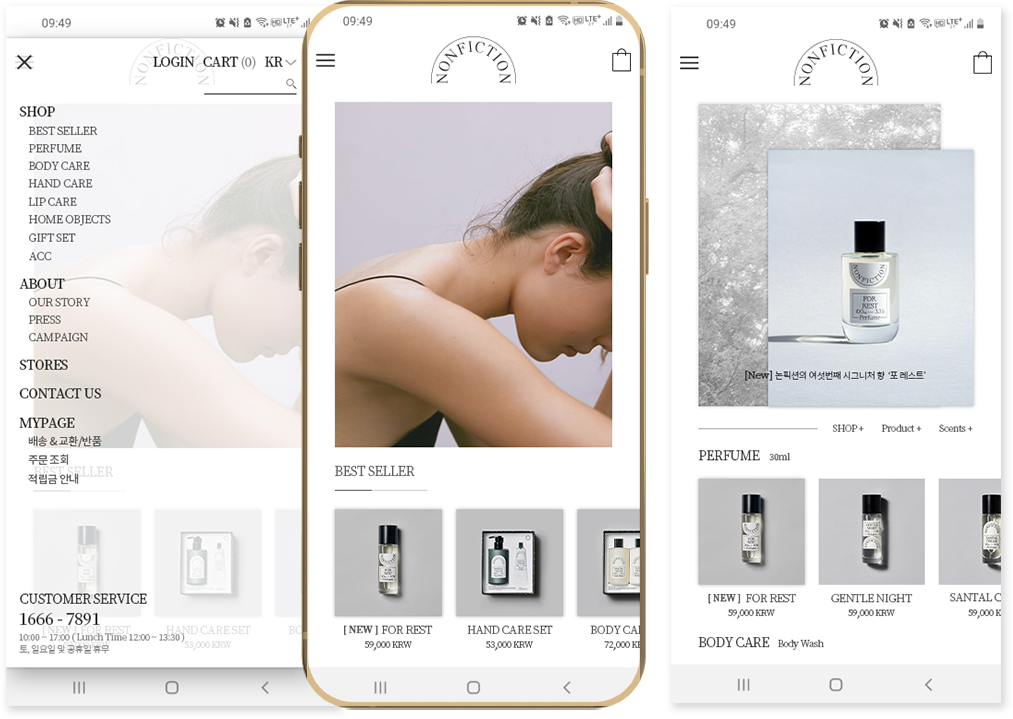 09:49
LTE+
NONFICTION
LOGIN CART (0) KR
SHOP
BEST SELLER
PERFUME
BODY CARE
HAND CARE
LIP CARE
HOME OBJECTS
GIFT SET
ACC
ABOUT
OUR STORY
PRESS
CAMPAIGN
STORES
CONTACT US
MYPAGE
배송 & 교환/반품
주문 조회
BEST SELLER
적립금 안내
CUSTOMER SERVICE
1666 - 7891
[ NEW ] FOR REST
HAND CARE SET
10:00 ~ 17:00 ( Lunch Time 12:00 ~ 13:30 )
53,000 KRW
토, 일요일 및 공휴일 휴무
09:49
LTE+
NONFICTION
BEST SELLER
[ NEW ] FOR REST
59,000 KRW
HAND CARE SET
53,000 KRW
BODY CA
72,000 K
09:49
LTE+
NONFICTION
NONFICTION
FOR
REST
Perfume
[New] 논픽션의 여섯번째 시그니처 향 '포 레스트'
SHOP + Product + Scents +
PERFUME 30ml
[ NEW ] FOR REST
59,000 KRW
GENTLE NIGHT
59,000 KRW
SANTAL C
59,000 K
BODY CARE Body Wash